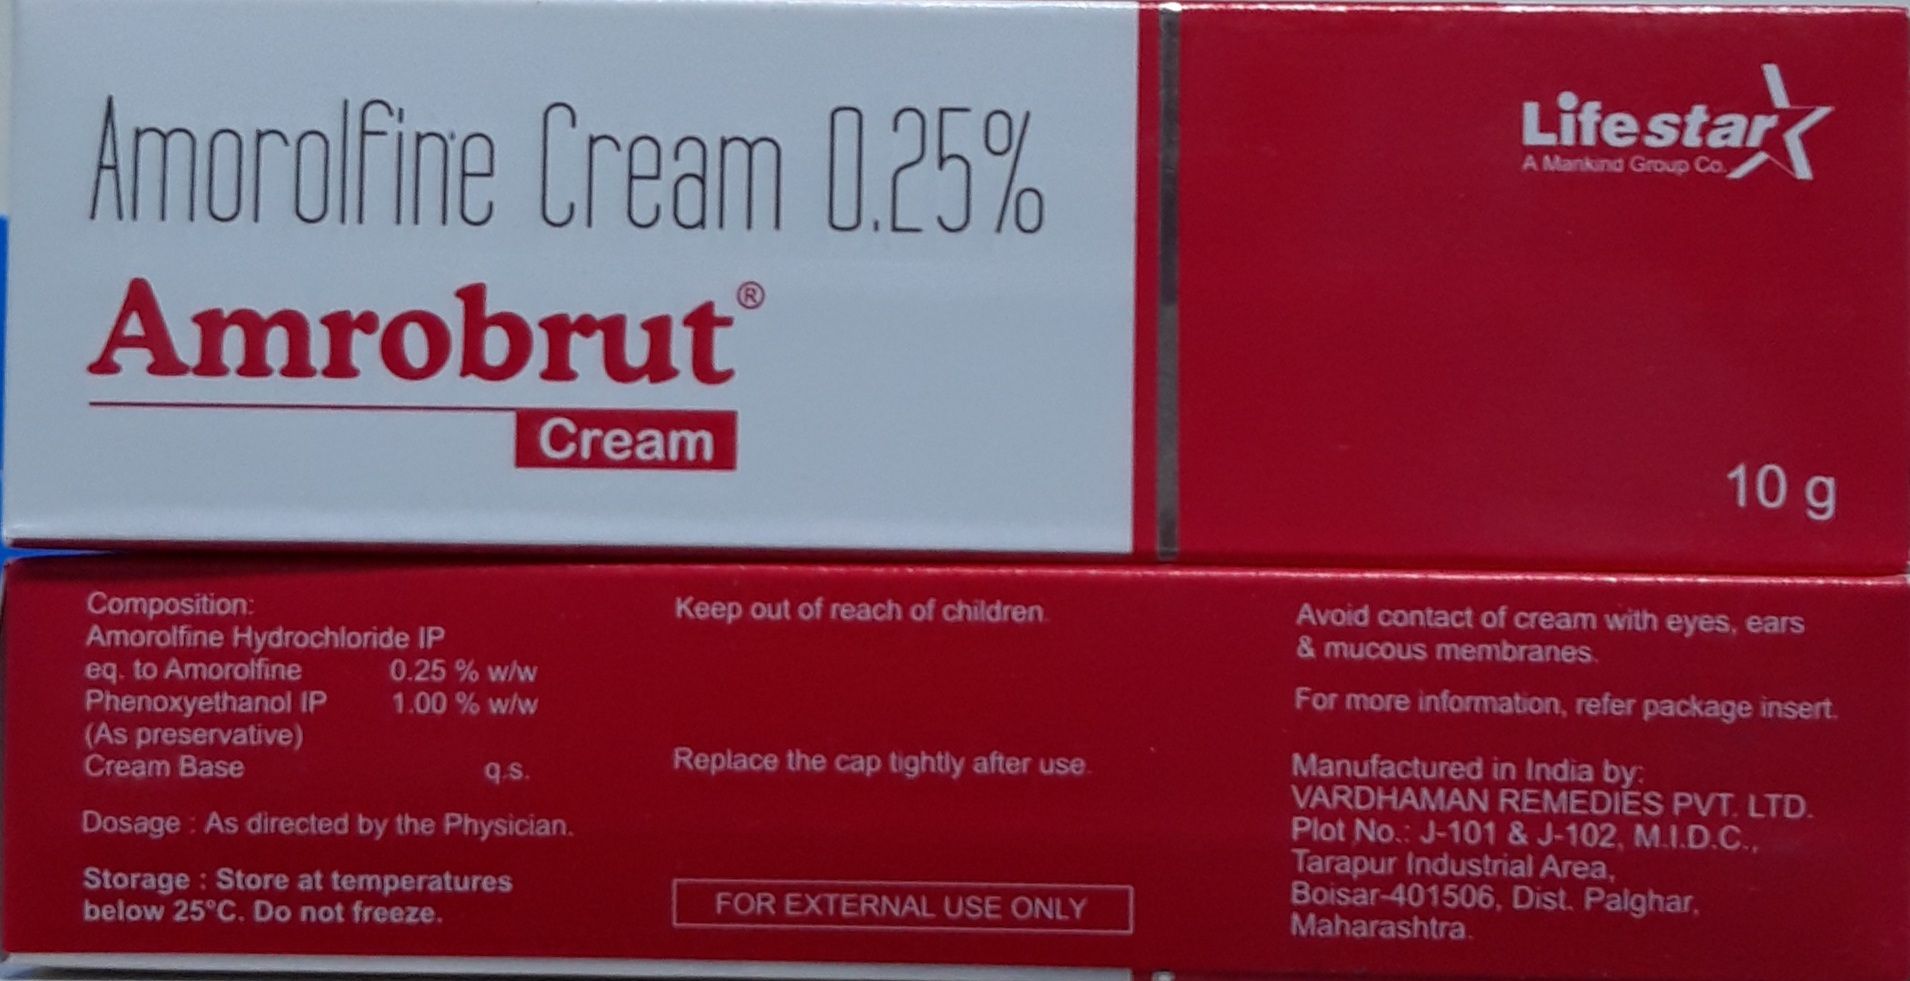 Amorolfine Cream 0.25%
Amrobrut®
Cream
Lifestar
A Mankind Group Co.
10 g
Composition:
Amorolfine Hydrochloride IP
eq. to Amorolfine 0.25 % w/w
Phenoxyethanol IP 1.00 % w/w
(As preservative)
Cream Base q.s.
Dosage : As directed by the Physician.
Storage : Store at temperatures
below 25°C. Do not freeze.
Keep out of reach of children.
Replace the cap tightly after use.
FOR EXTERNAL USE ONLY
Avoid contact of cream with eyes, ears
& mucous membranes.
For more information, refer package insert.
Manufactured in India by:
VARDHAMAN REMEDIES PVT. LTD.
Plot No.: J-101 & J-102, M.I.D.C.,
Tarapur Industrial Area,
Boisar-401506, Dist. Palghar,
Maharashtra.